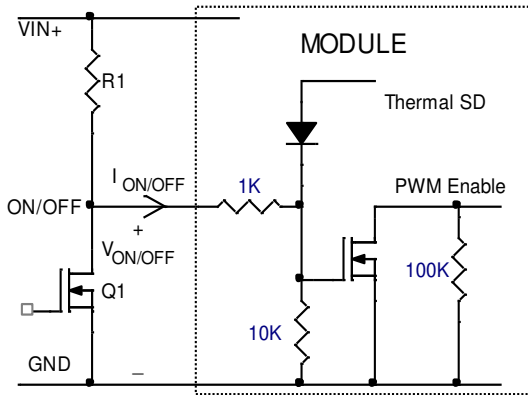 VIN+
MODULE
R1
Thermal SD
I ON/OFF
1K
PWM Enable
ON/OFF
+
V ON/OFF
100K
Q1
10K
GND
_